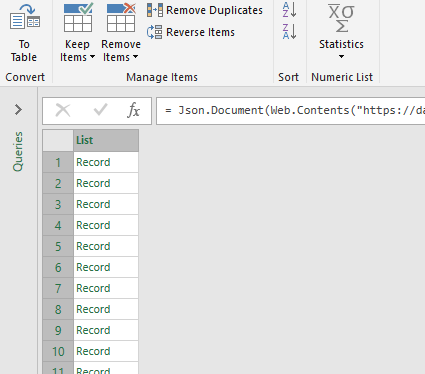 To
Table
Keep
Items
Remove
Items
Remove Duplicates
Reverse Items
A
Z
Z
A
X̄σ
Σ
Statistics
Convert
Manage Items
Sort
Numeric List
Queries
fx
= Json.Document(Web.Contents("https://da
List
1 Record
2 Record
3 Record
4 Record
5 Record
6 Record
7 Record
8 Record
9 Record
10 Record
11 Record